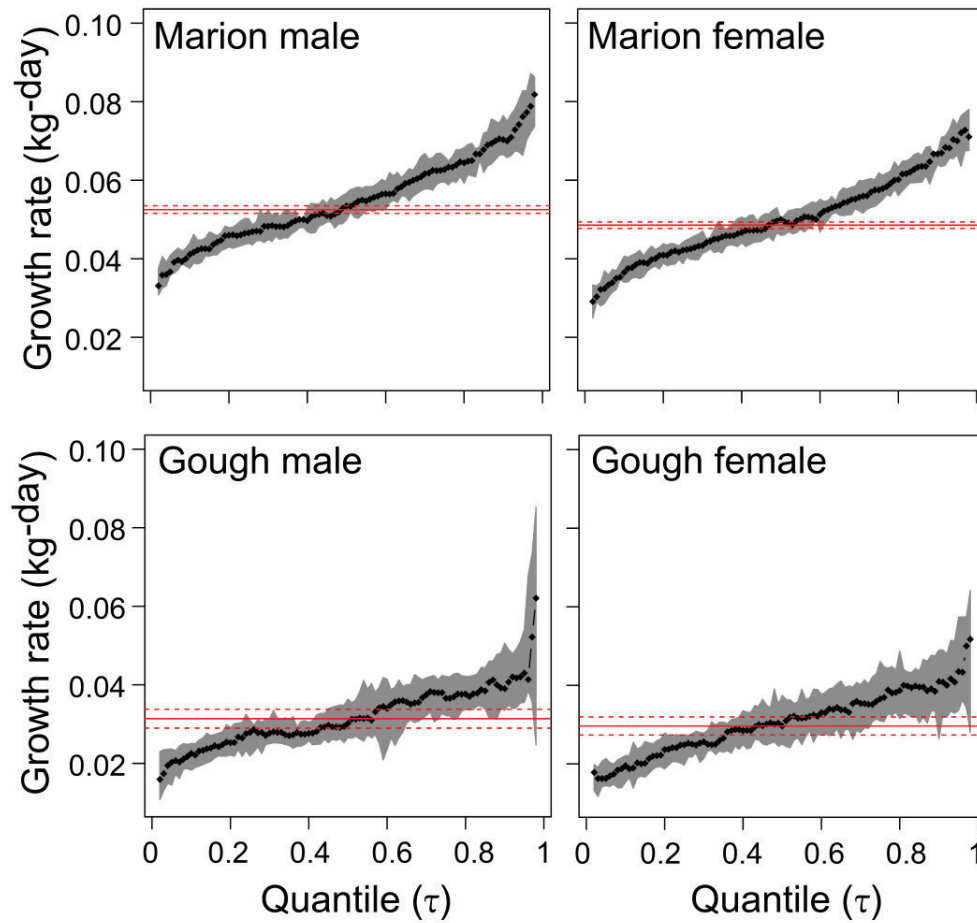 Marion male
Marion female
Growth rate (kg-day)
0.10
0.08
0.06
0.04
0.02
Gough male
Gough female
Growth rate (kg-day)
0.10
0.08
0.06
0.04
0.02
0 0.2 0.4 0.6 0.8 1
0.2 0.4 0.6 0.8 1
0
Quantile (τ)
Quantile (τ)